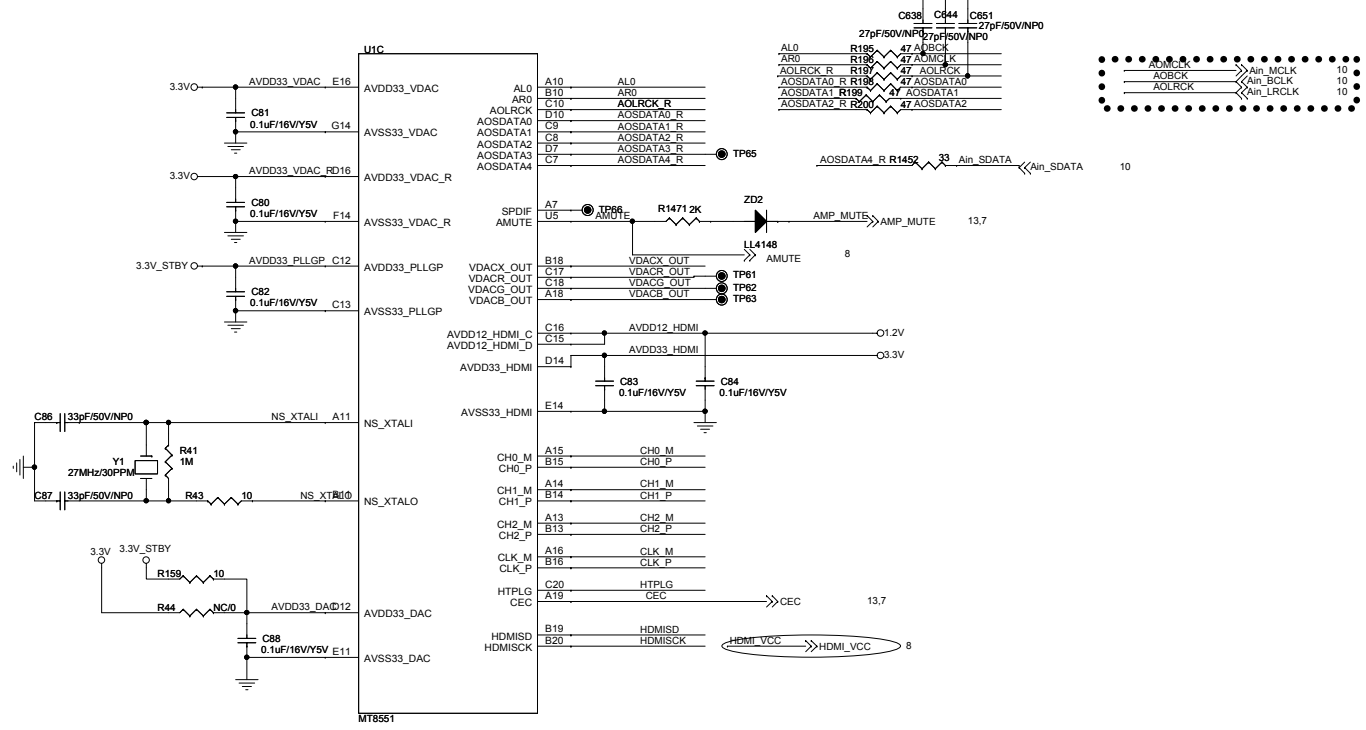 C638 C644 C651
27pF/50V/NP0 27pF/50V/NP0 27pF/50V/NP0
AL0 R195 47 AOBCK
AR0 R196 47 AOMCLK
AOLRCK_R R197 47 AOLRCK
AOSDATA0_R R198 47 AOSDATA0
AOSDATA1_R R199 47 AOSDATA1
AOSDATA2_R R200 47 AOSDATA2
AOMCLK Ain_MCLK 10
AOBCK Ain_BCLK 10
AOLRCK Ain_LRCLK 10
AOSDATA4_R R1452 33 Ain_SDATA Ain_SDATA 10
U1C
3.3V AVDD33_VDAC E16 AVDD33_VDAC
C81
0.1uF/16V/Y5V G14 AVSS33_VDAC
3.3V AVDD33_VDAC_R D16 AVDD33_VDAC_R
C80
0.1uF/16V/Y5V F14 AVSS33_VDAC_R
3.3V_STBY AVDD33_PLLGP C12 AVDD33_PLLGP
C82
0.1uF/16V/Y5V C13 AVSS33_PLLGP
C86 33pF/50V/NP0 NS_XTALI A11 NS_XTALI
Y1
27MHz/30PPM
R41
1M
C87 33pF/50V/NP0 R43 10 NS_XTALO B11 NS_XTALO
3.3V 3.3V_STBY
R159 10
R44 NC/0 AVDD33_DAC D12 AVDD33_DAC
C88
0.1uF/16V/Y5V E11 AVSS33_DAC
AL0 A10 AL0
AR0 B10 AR0
AOLRCK C10 AOLRCK_R
AOSDATA0 D10 AOSDATA0_R
AOSDATA1 C9 AOSDATA1_R
AOSDATA2 C8 AOSDATA2_R
AOSDATA3 D7 AOSDATA3_R TP65
AOSDATA4 C7 AOSDATA4_R
SPDIF A7 TP66
AMUTE U5 AMUTE R1471 2K ZD2 AMP_MUTE AMP_MUTE 13,7
LL4148
AMUTE 8
VDACX_OUT B18 VDACX_OUT
VDACR_OUT C17 VDACR_OUT TP61
VDACG_OUT C18 VDACG_OUT TP62
VDACB_OUT A18 VDACB_OUT TP63
AVDD12_HDMI_C C16 AVDD12_HDMI 1.2V
AVDD12_HDMI_D C15
AVDD33_HDMI D14 AVDD33_HDMI 3.3V
C83
0.1uF/16V/Y5V
C84
0.1uF/16V/Y5V
AVSS33_HDMI E14
CH0_M A15 CH0_M
CH0_P B15 CH0_P
CH1_M A14 CH1_M
CH1_P B14 CH1_P
CH2_M A13 CH2_M
CH2_P B13 CH2_P
CLK_M A16 CLK_M
CLK_P B16 CLK_P
HTPLG C20 HTPLG
CEC A19 CEC CEC 13,7
HDMISD B19 HDMISD
HDMISCK B20 HDMISCK
HDMI_VCC HDMI_VCC 8
MT8551